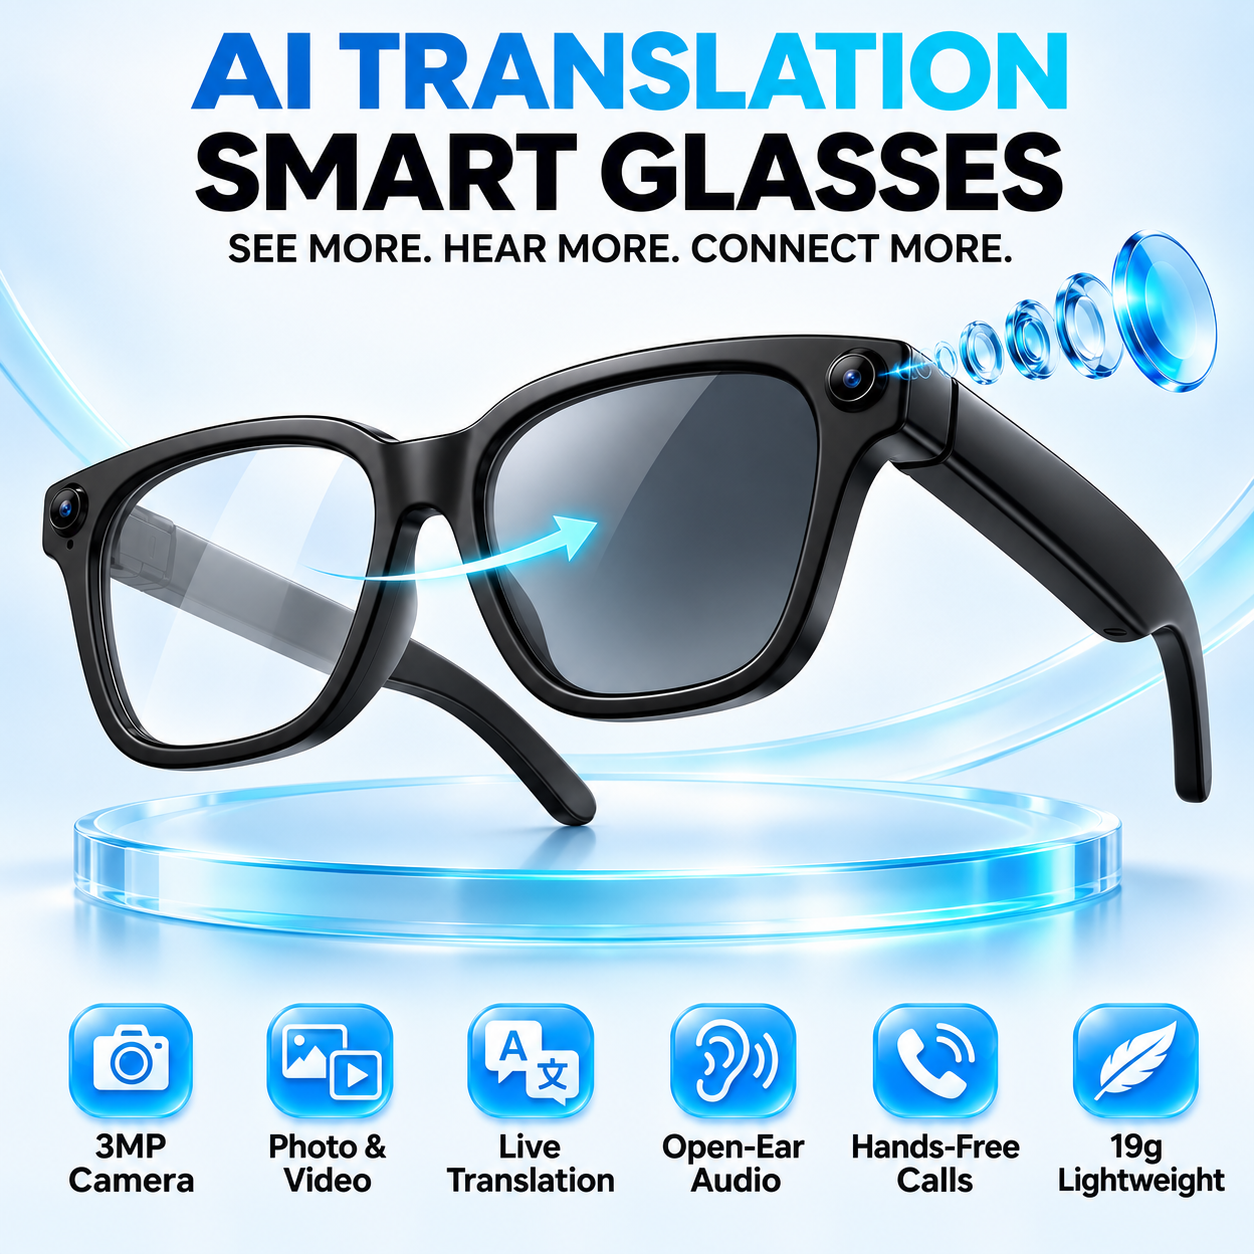 AI TRANSLATION
SMART GLASSES
SEE MORE. HEAR MORE. CONNECT MORE.
A
文
3MP
Camera
Photo &
Video
Live
Translation
Open-Ear
Audio
Hands-Free
Calls
19g
Lightweight